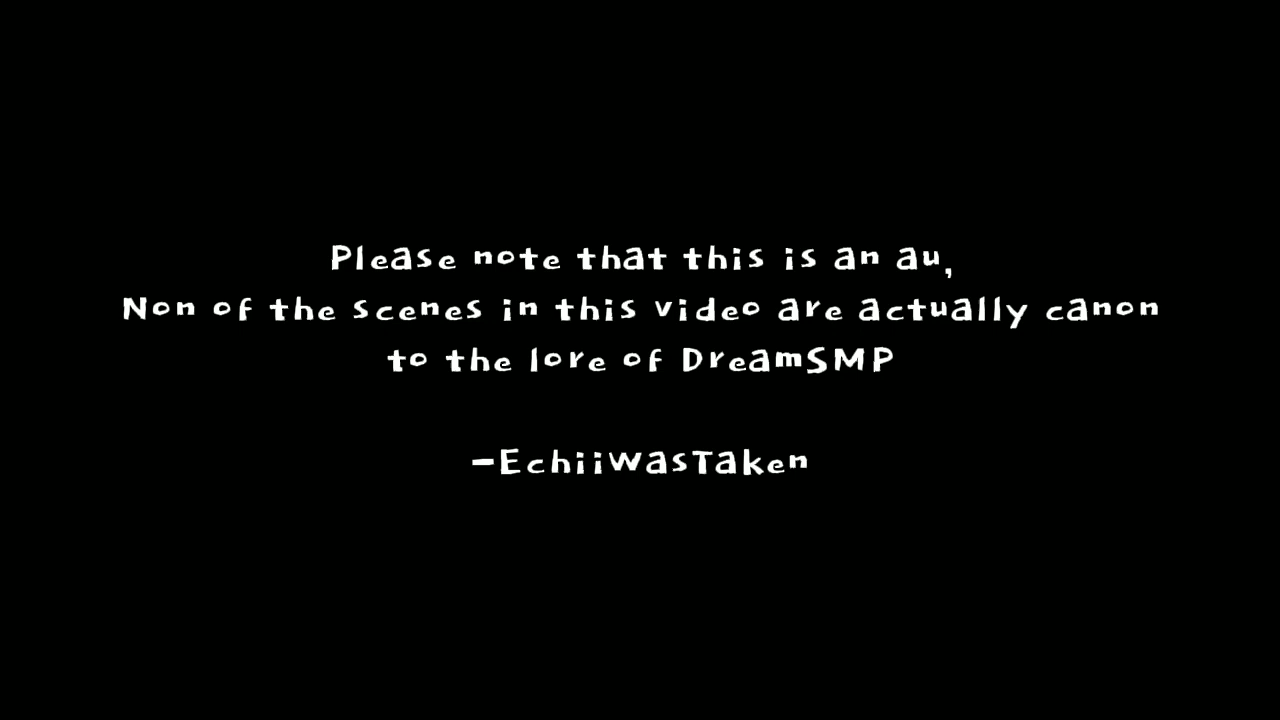 Please note that this is an au,
Non of the scenes in this video are actually canon
to the lore of DreamSMP
-EchiiWasTaken